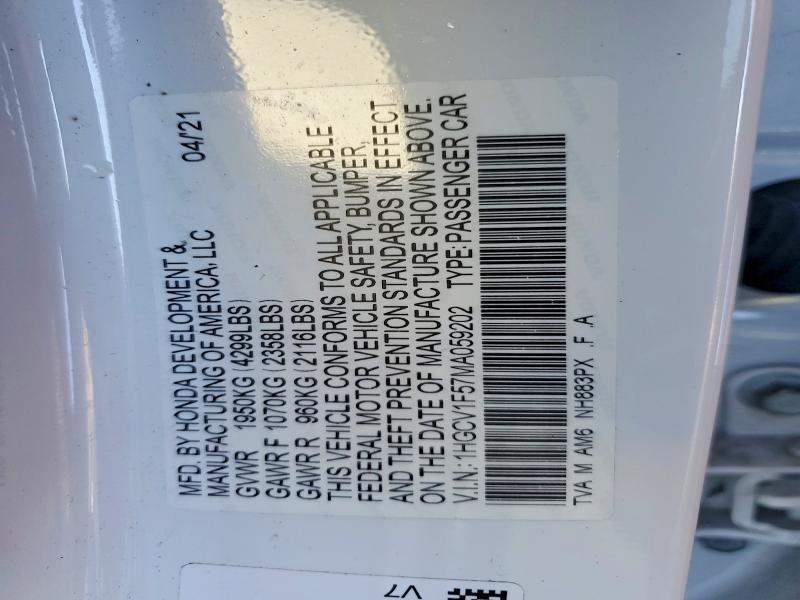 MFD. BY HONDA DEVELOPMENT &
MANUFACTURING OF AMERICA, LLC 04/21
GVWR 1950KG (4299LBS)
GAWR F 1070KG (2358LBS)
GAWR R 960KG (2116LBS)
THIS VEHICLE CONFORMS TO ALL APPLICABLE
FEDERAL MOTOR VEHICLE SAFETY, BUMPER,
AND THEFT PREVENTION STANDARDS IN EFFECT
ON THE DATE OF MANUFACTURE SHOWN ABOVE.
V.I.N.: 1HGCV1F57MA059202 TYPE: PASSENGER CAR
TVA M AM6 NH883PX .F .A
V7